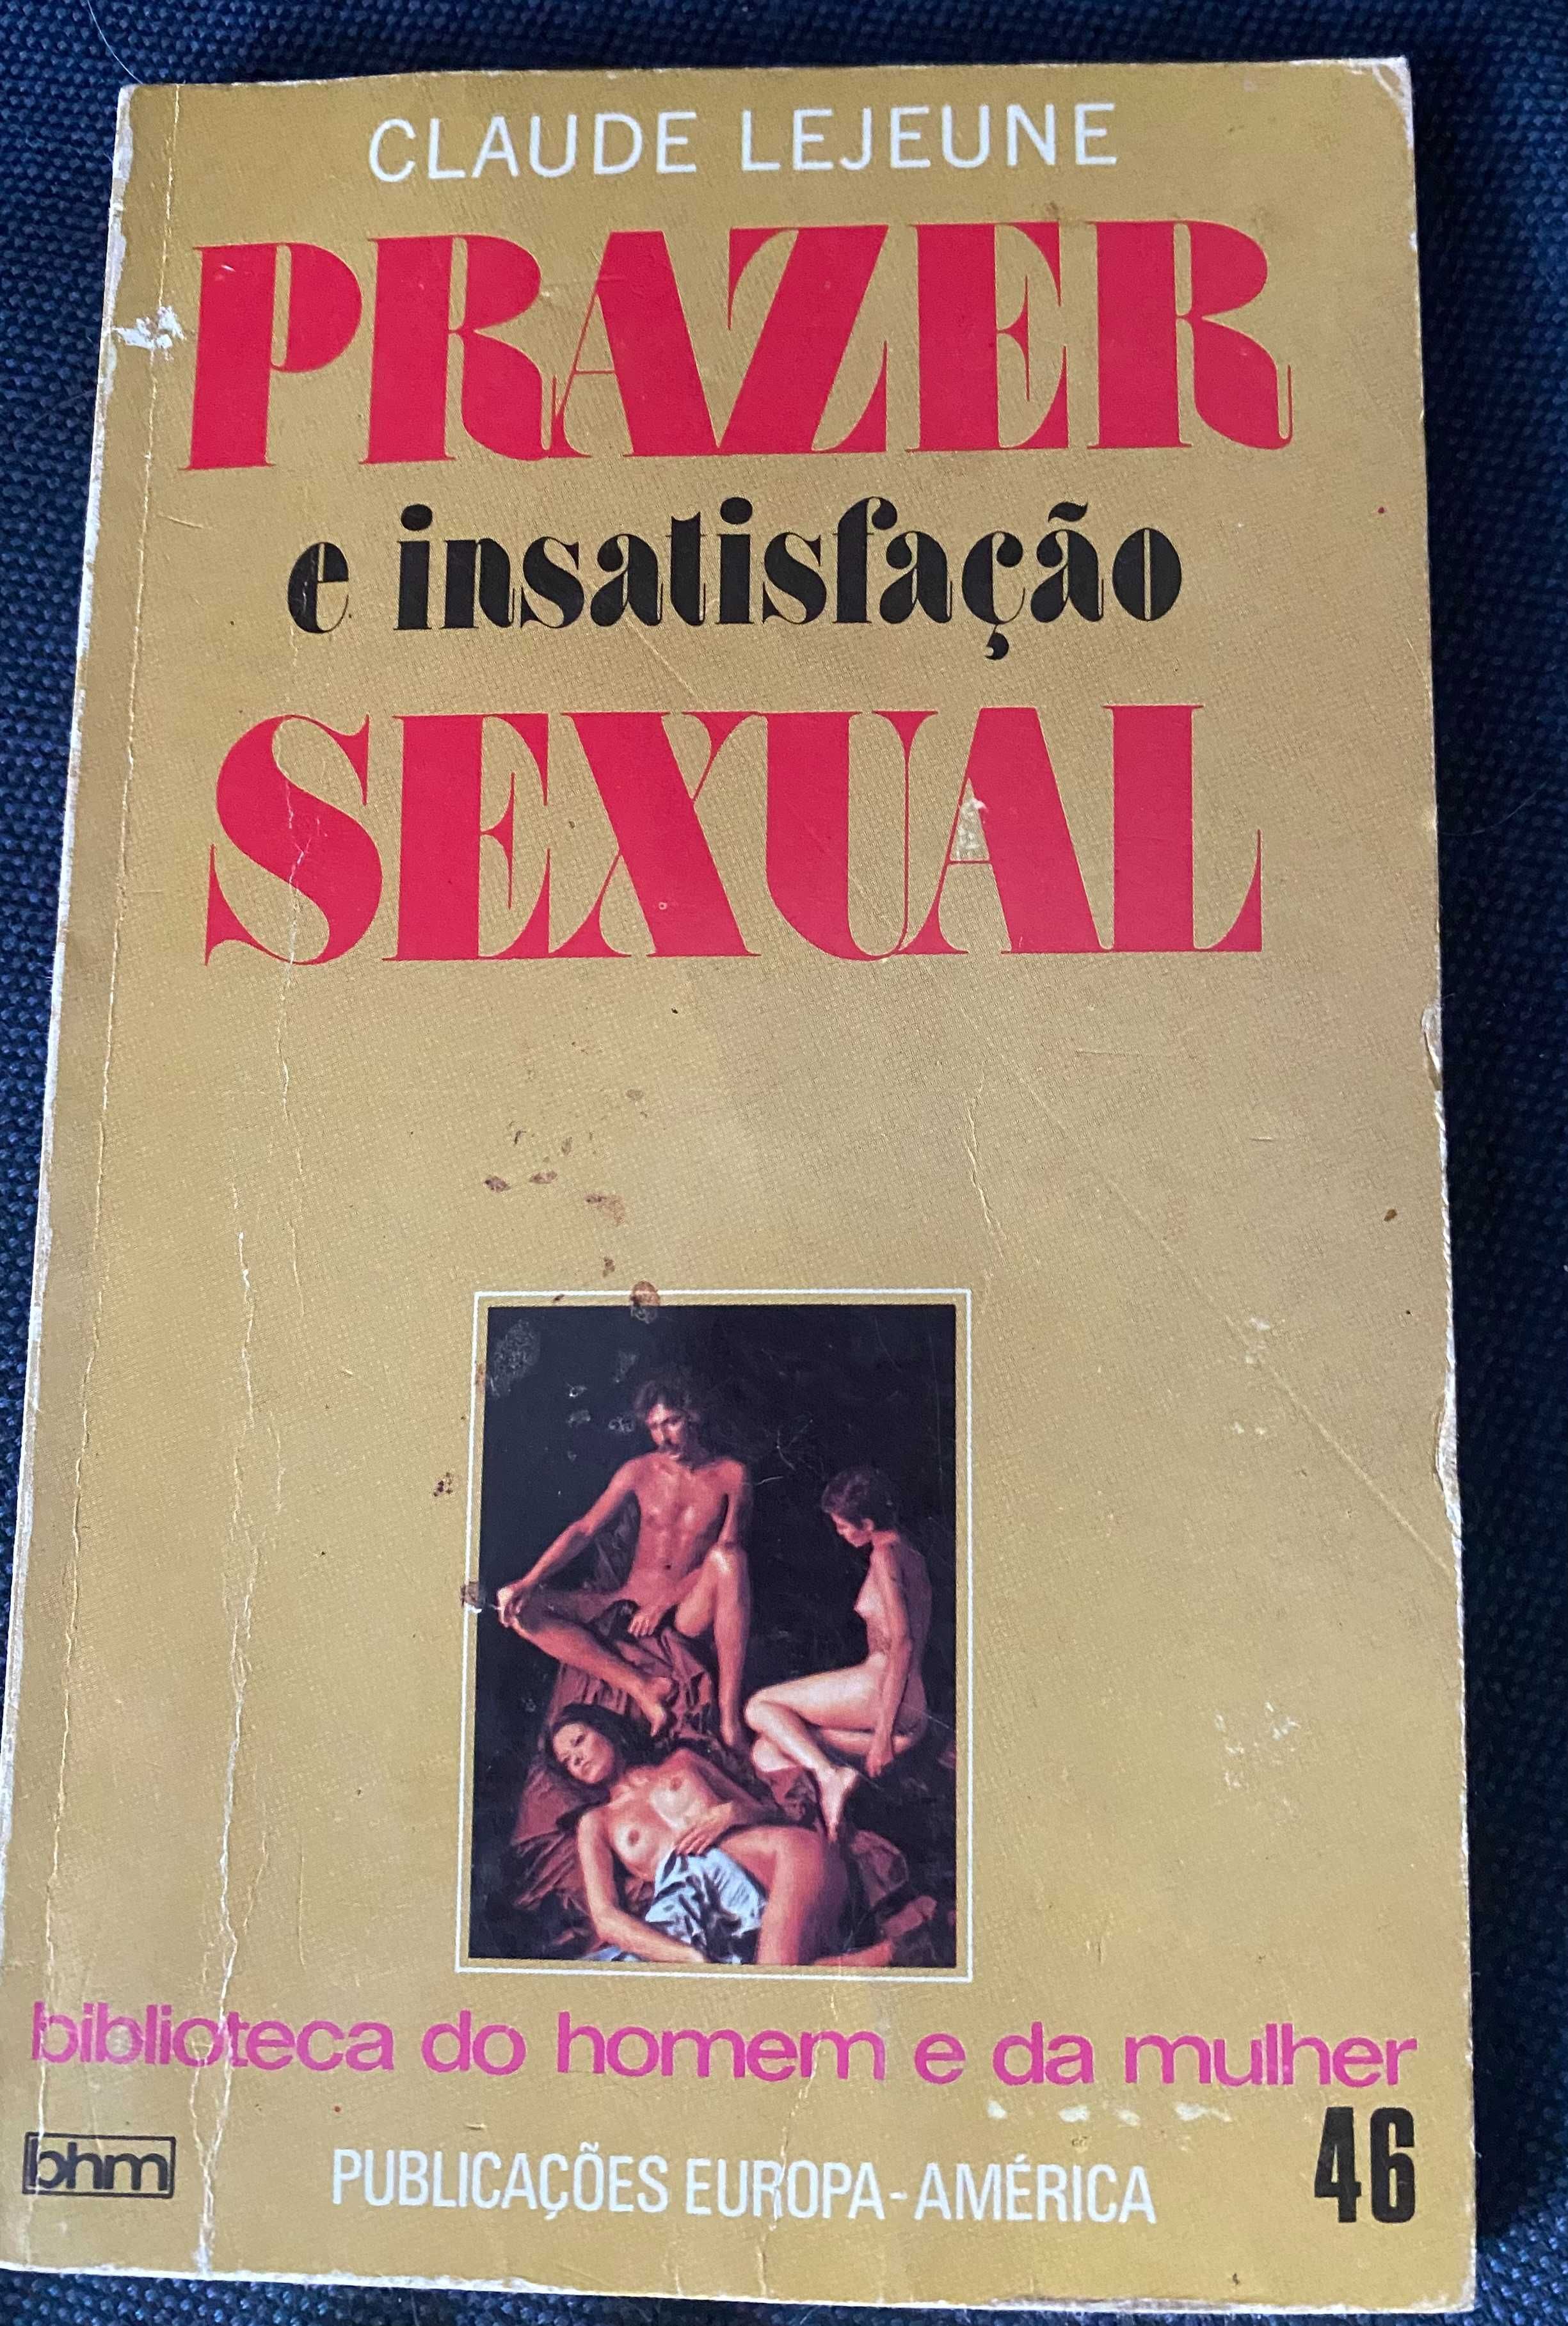 CLAUDE LEJEUNE
PRAZER
e insatisfação
SEXUAL
biblioteca do homem e da mulher
46
bhm
PUBLICAÇÕES EUROPA-AMÉRICA